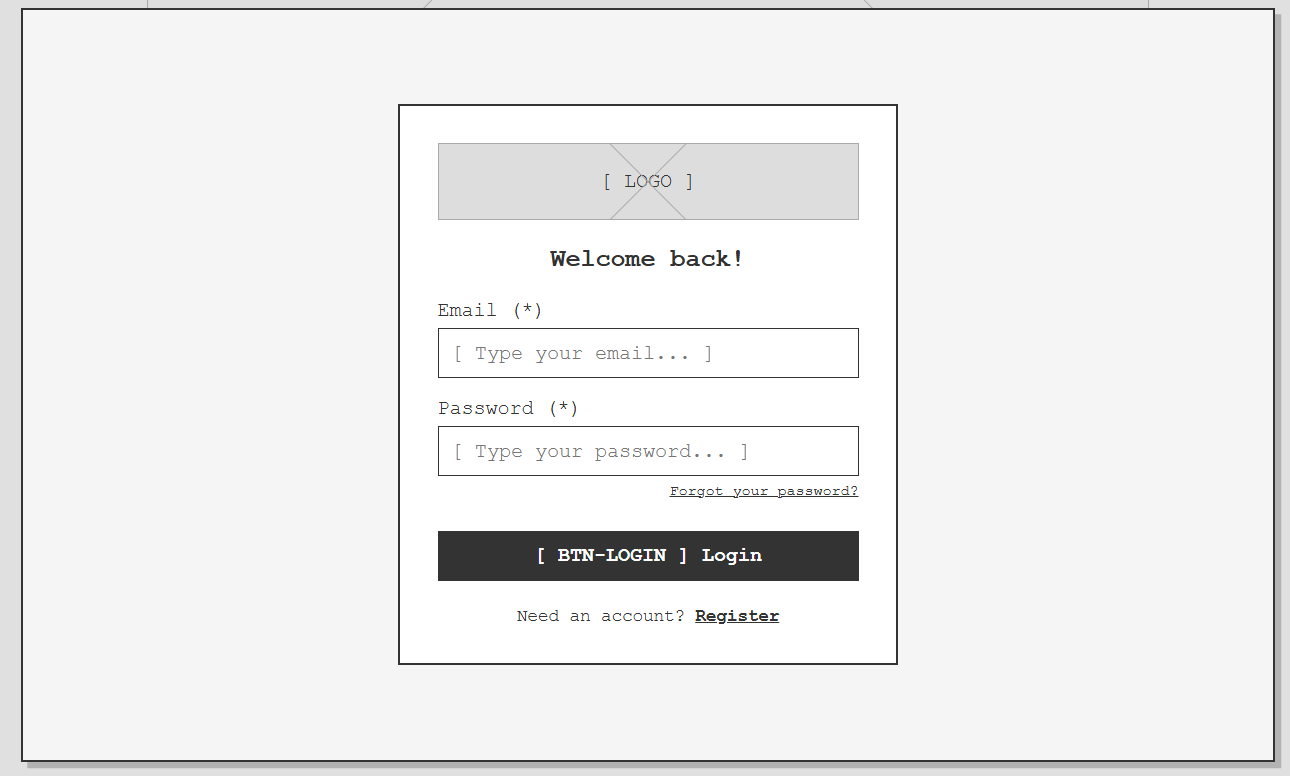 [ LOGO ]
Welcome back!
Email (*)
[ Type your email... ]
Password (*)
[ Type your password... ]
Forgot your password?
[ BTN-LOGIN ] Login
Need an account? Register